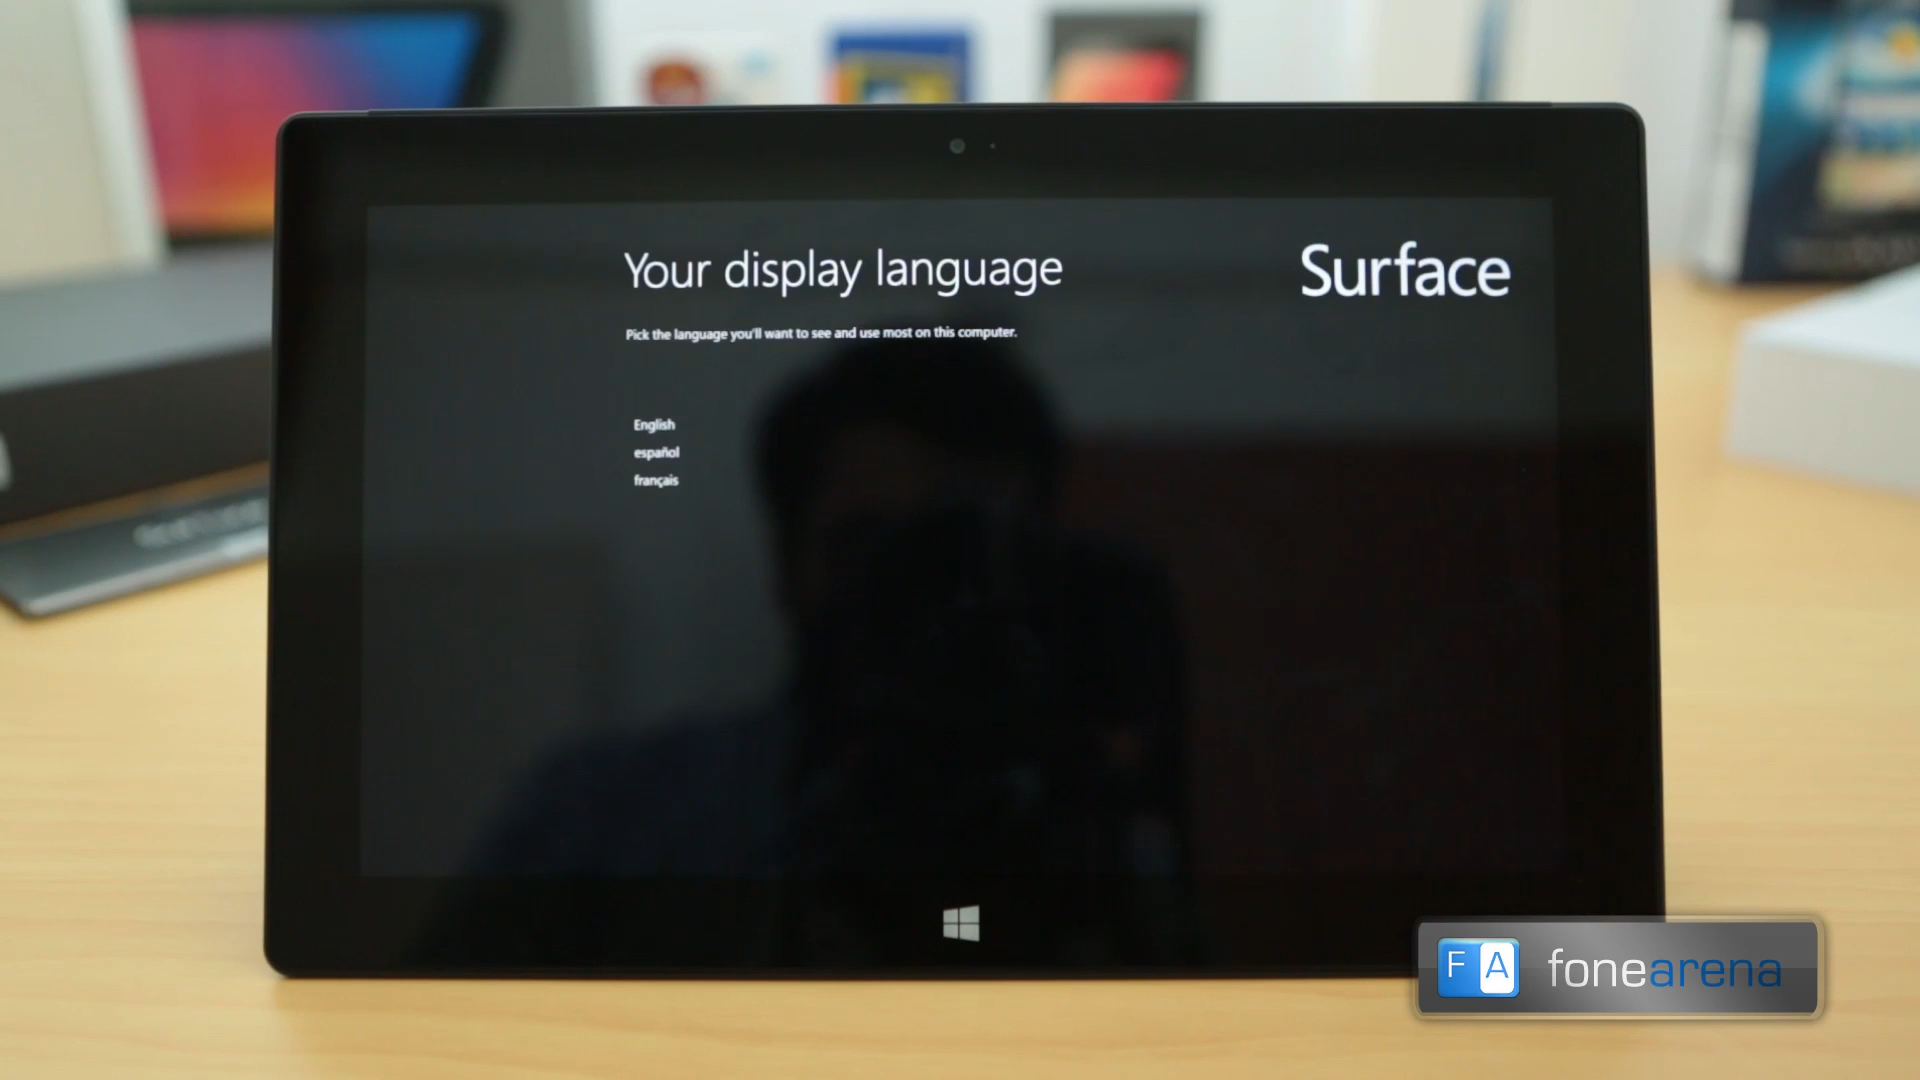 Your display language
Surface
Pick the language you'll want to see and use most on this computer.
English
español
français
FA fonearena